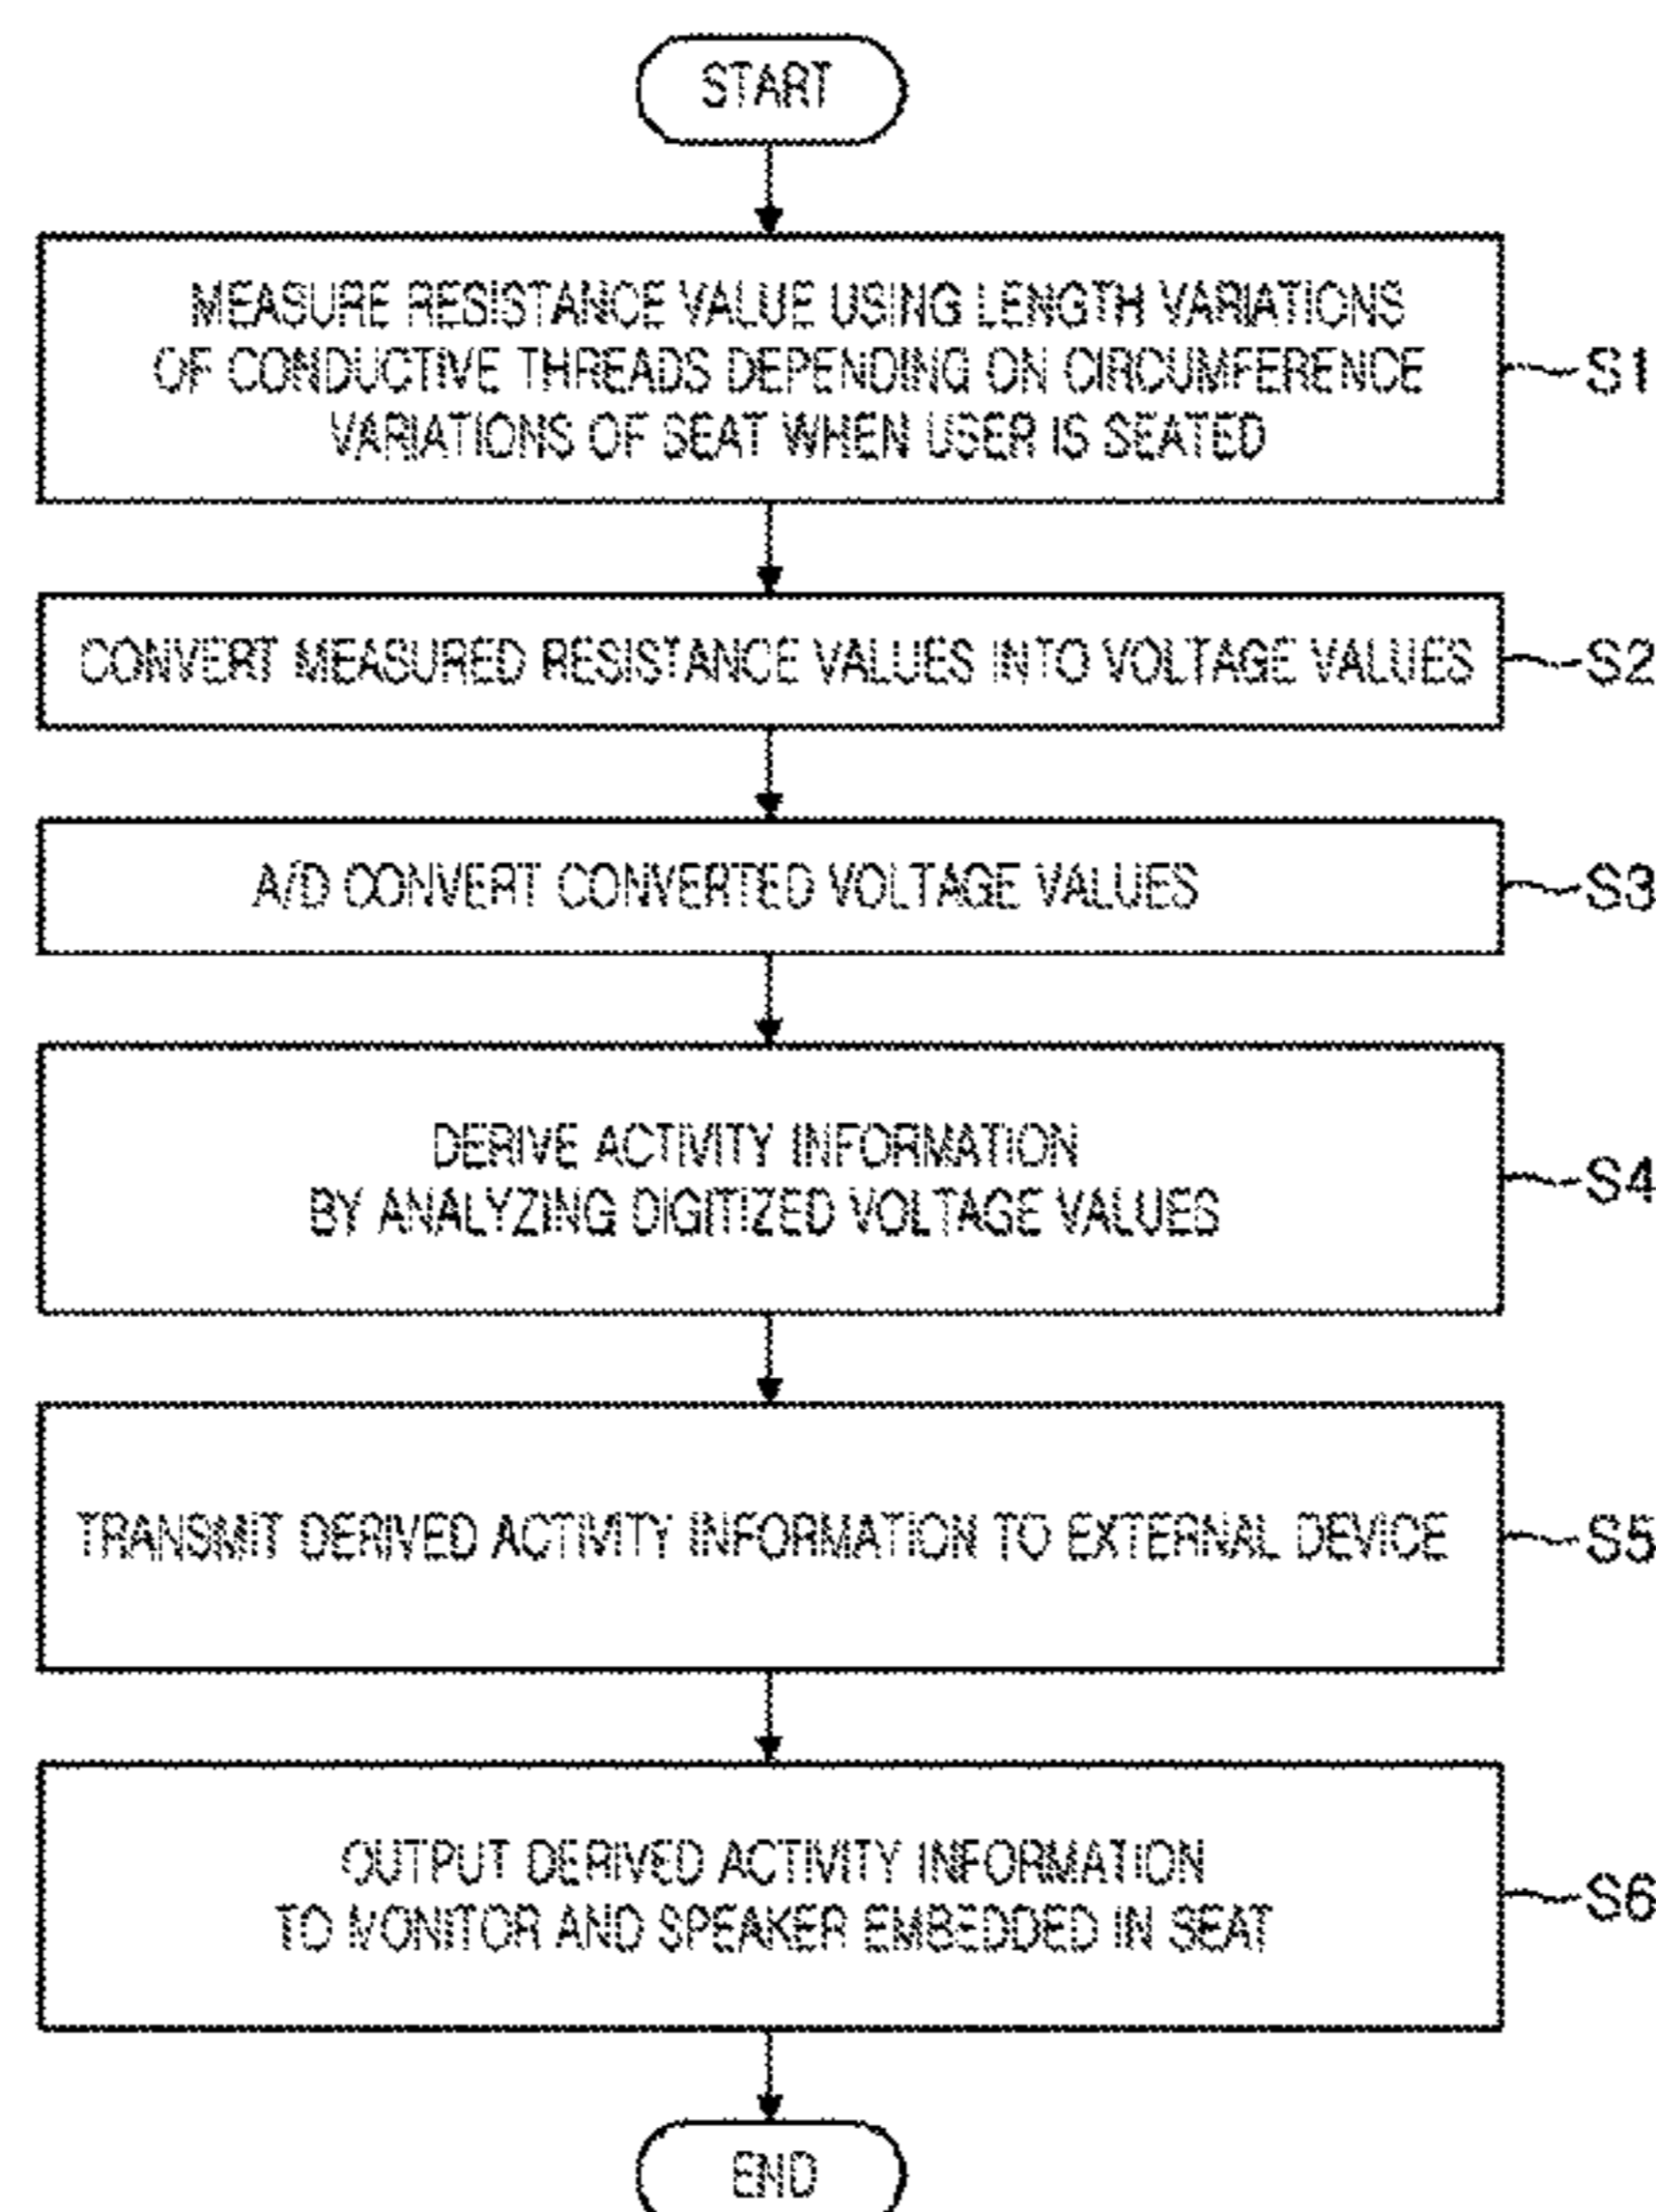 START
MEASURE RESISTANCE VALUE USING LENGTH VARIATIONS
OF CONDUCTIVE THREADS DEPENDING ON CIRCUMFERENCE
VARIATIONS OF SEAT WHEN USER IS SEATED
S1
CONVERT MEASURED RESISTANCE VALUES INTO VOLTAGE VALUES
S2
A/D CONVERT CONVERTED VOLTAGE VALUES
S3
DERIVE ACTIVITY INFORMATION
BY ANALYZING DIGITIZED VOLTAGE VALUES
S4
TRANSMIT DERIVED ACTIVITY INFORMATION TO EXTERNAL DEVICE
S5
OUTPUT DERIVED ACTIVITY INFORMATION
TO MONITOR AND SPEAKER EMBEDDED IN SEAT
S6
END